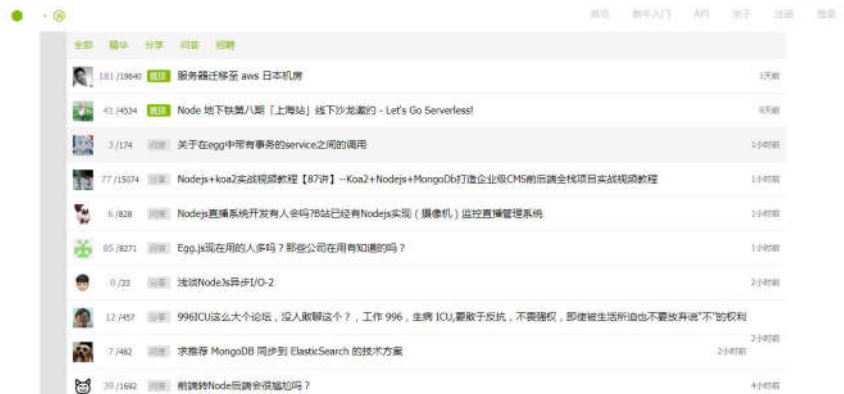 首页 新手入门 API 关于 注册 登录
全部 精华 分享 问答 招聘
181 /19640 置顶 服务器迁移至 aws 日本机房 1天前
41 /4534 置顶 Node 地下铁第八期「上海站」线下沙龙邀约 - Let's Go Serverless! 9天前
3 /174 问答 关于在egg中带有事务的service之间的调用 1小时前
77 /15074 分享 Nodejs+koa2实战视频教程【87讲】--Koa2+Nodejs+MongoDb打造企业级CMS前后端全栈项目实战视频教程 1小时前
6 /828 问答 Nodejs直播系统开发有人会吗?B站已经有Nodejs实现(摄像机)监控直播管理系统 1小时前
85 /8271 问答 Egg.js现在用的人多吗?那些公司在用有知道的吗? 1小时前
0 /33 分享 浅谈NodeJs异步I/O-2 2小时前
12 /457 分享 996ICU这么大个论坛,没人敢聊这个?,工作 996,生病 ICU,要敢于反抗,不畏强权,即使被生活所迫也不要放弃说"不"的权利
2小时前
7 /482 问答 求推荐 MongoDB 同步到 ElasticSearch 的技术方案 2小时前
39 /1692 问答 前端转Node后端会很尴尬吗? 4小时前